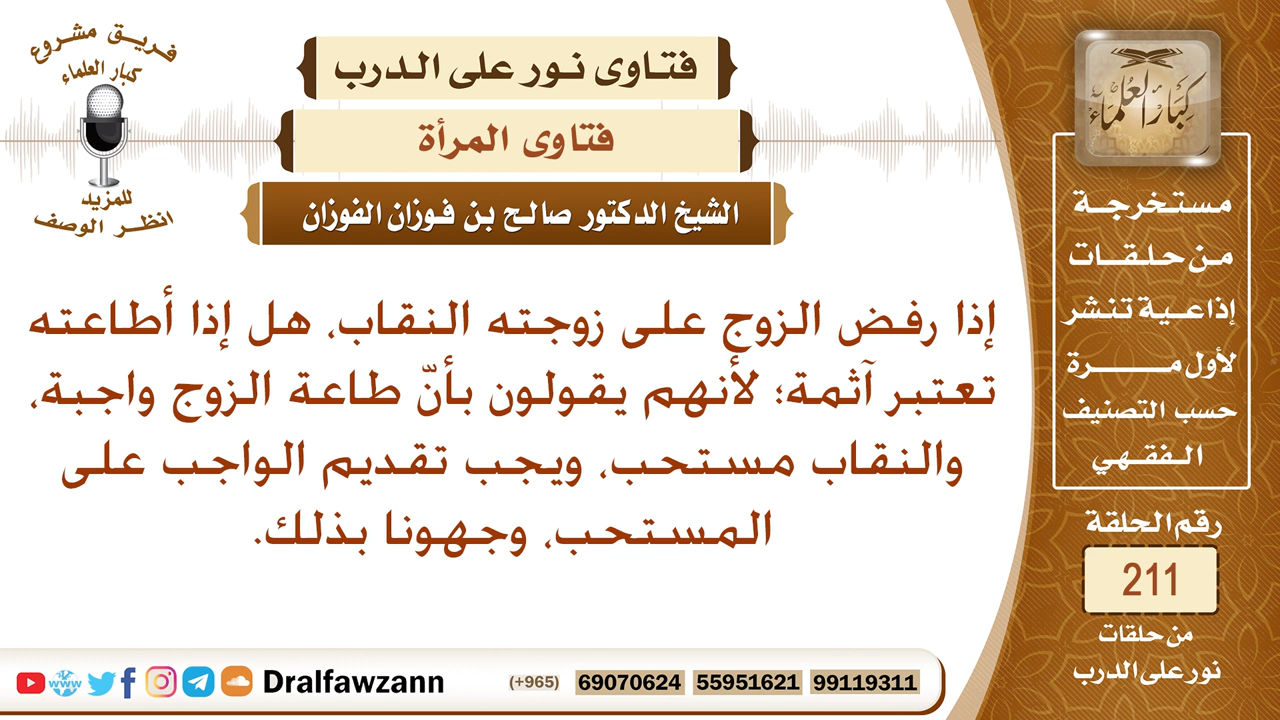 فريق مشروع
كبار العلماء
للمزيد
انظر الوصف
فتاوى نور على الدرب
فتاوى المرأة
الشيخ الدكتور صالح بن فوزان الفوزان
إذا رفض الزوج على زوجته النقاب، هل إذا أطاعته
تعتبر آثمة؛ لأنهم يقولون بأنّ طاعة الزوج واجبة،
والنقاب مستحب، ويجب تقديم الواجب على
المستحب، وجهونا بذلك.
كبار العلماء
مستخرجة
من حلقات
إذاعية تنشر
لأول مرة
حسب التصنيف
الفقهي
رقم الحلقة
211
من حلقات
نور على الدرب
www
Dralfawzann (+965) 69070624 55951621 99119311